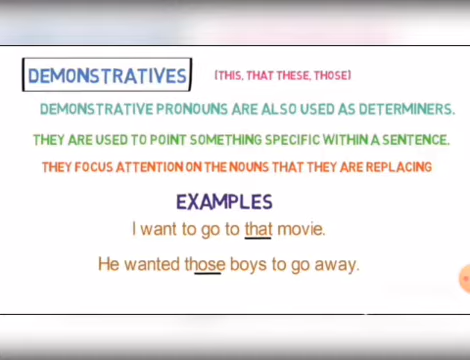 DEMONSTRATIVES [THIS, THAT THESE, THOSE]
DEMONSTRATIVE PRONOUNS ARE ALSO USED AS DETERMINERS.
THEY ARE USED TO POINT SOMETHING SPECIFIC WITHIN A SENTENCE.
THEY FOCUS ATTENTION ON THE NOUNS THAT THEY ARE REPLACING
EXAMPLES
I want to go to that movie.
He wanted those boys to go away.